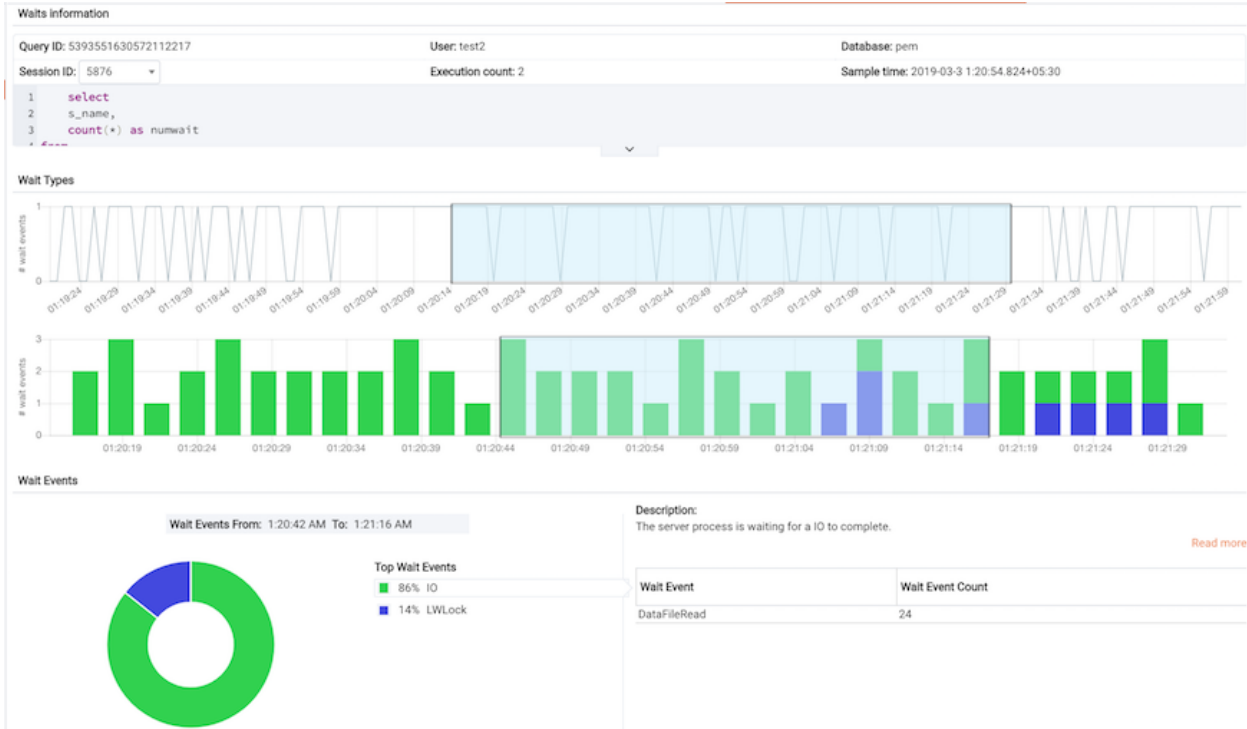 Waits information
Query ID: 5393551630572112217 User: test2 Database: pem
Session ID: 5876 Execution count: 2 Sample time: 2019-03-3 1:20:54.824+05:30
1 select
2 s_name,
3 count(*) as numwait
4 from
Wait Types
# wait events
1
0
01:19:24 01:19:29 01:19:34 01:19:39 01:19:44 01:19:49 01:19:54 01:19:59 01:20:04 01:20:09 01:20:14 01:20:19 01:20:24 01:20:29 01:20:34 01:20:39 01:20:44 01:20:49 01:20:54 01:20:59 01:21:04 01:21:09 01:21:14 01:21:19 01:21:24 01:21:29 01:21:34 01:21:39 01:21:44 01:21:49 01:21:54 01:21:59
# wait events
3
2
1
0
01:20:19 01:20:24 01:20:29 01:20:34 01:20:39 01:20:44 01:20:49 01:20:54 01:20:59 01:21:04 01:21:09 01:21:14 01:21:19 01:21:24 01:21:29
Wait Events
Wait Events From: 1:20:42 AM To: 1:21:16 AM
Top Wait Events
86% IO
14% LWLock
Description:
The server process is waiting for a IO to complete.
Read more
Wait Event Wait Event Count
DataFileRead 24